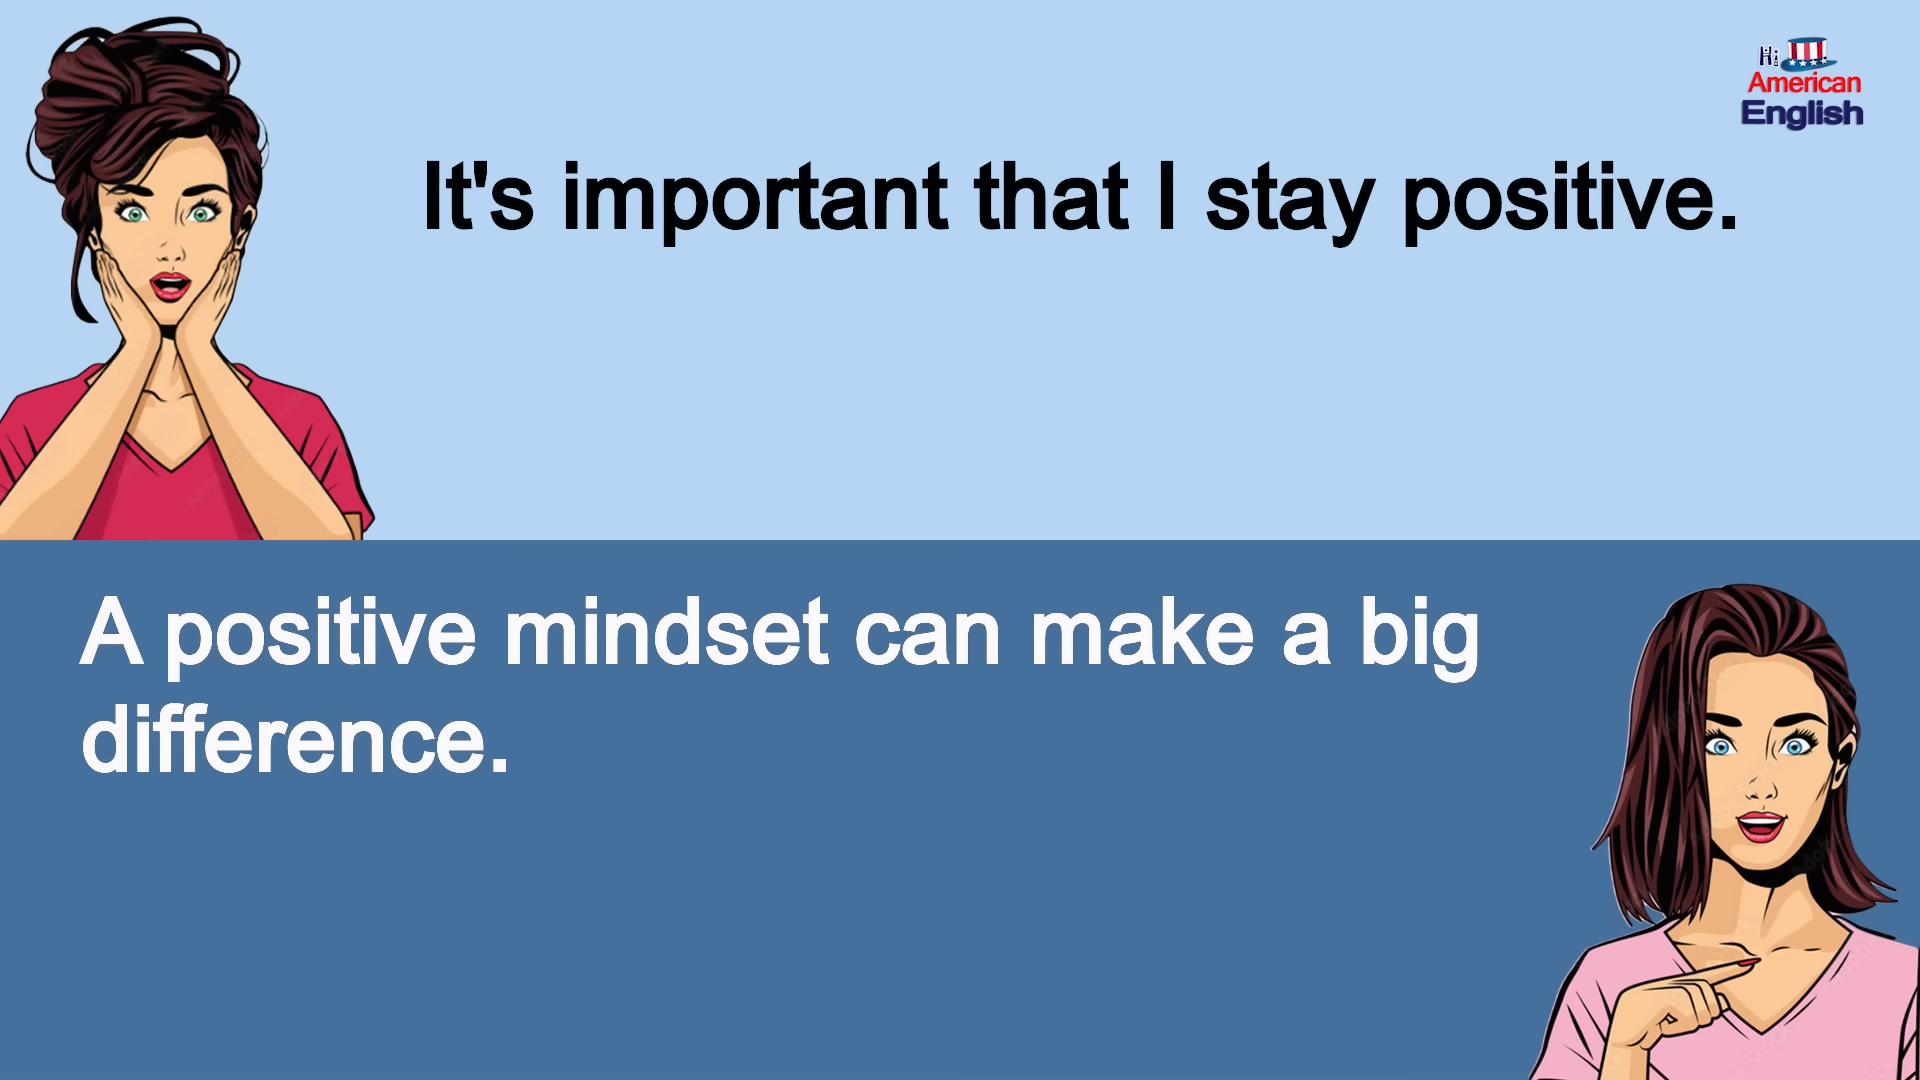 Hi
American
English
It's important that I stay positive.
A positive mindset can make a big
difference.